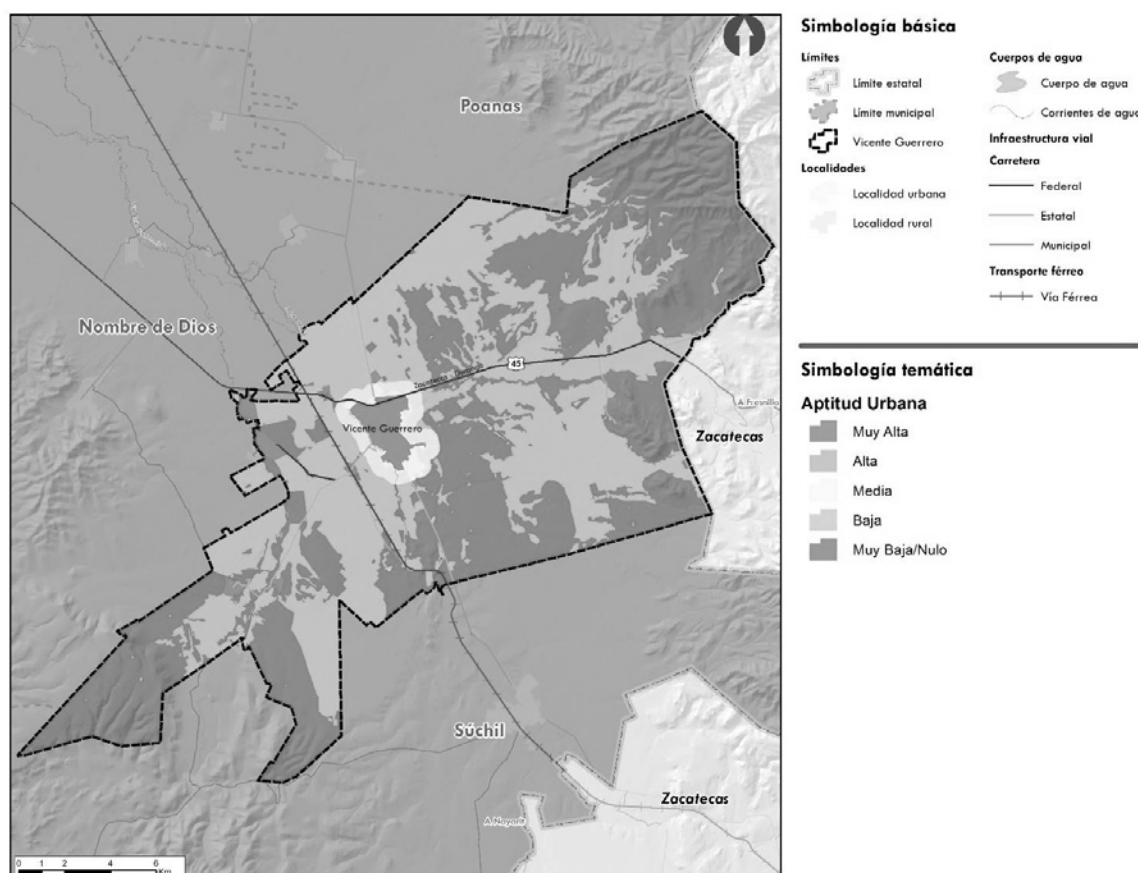 Poanas
Nombre de Dios
Zacatecas - Durango
45
Vicente Guerrero
A Fresnillo
Zacatecas
Súchil
Zacatecas
A Nayarit
0 1 2 4 6
Km
Simbología básica
Límites
Límite estatal
Límite municipal
Vicente Guerrero
Localidades
Localidad urbana
Localidad rural
Cuerpos de agua
Cuerpo de agua
Corrientes de agua
Infraestructura vial
Carretera
Federal
Estatal
Municipal
Transporte férreo
Vía Férrea
Simbología temática
Aptitud Urbana
Muy Alta
Alta
Media
Baja
Muy Baja/Nulo